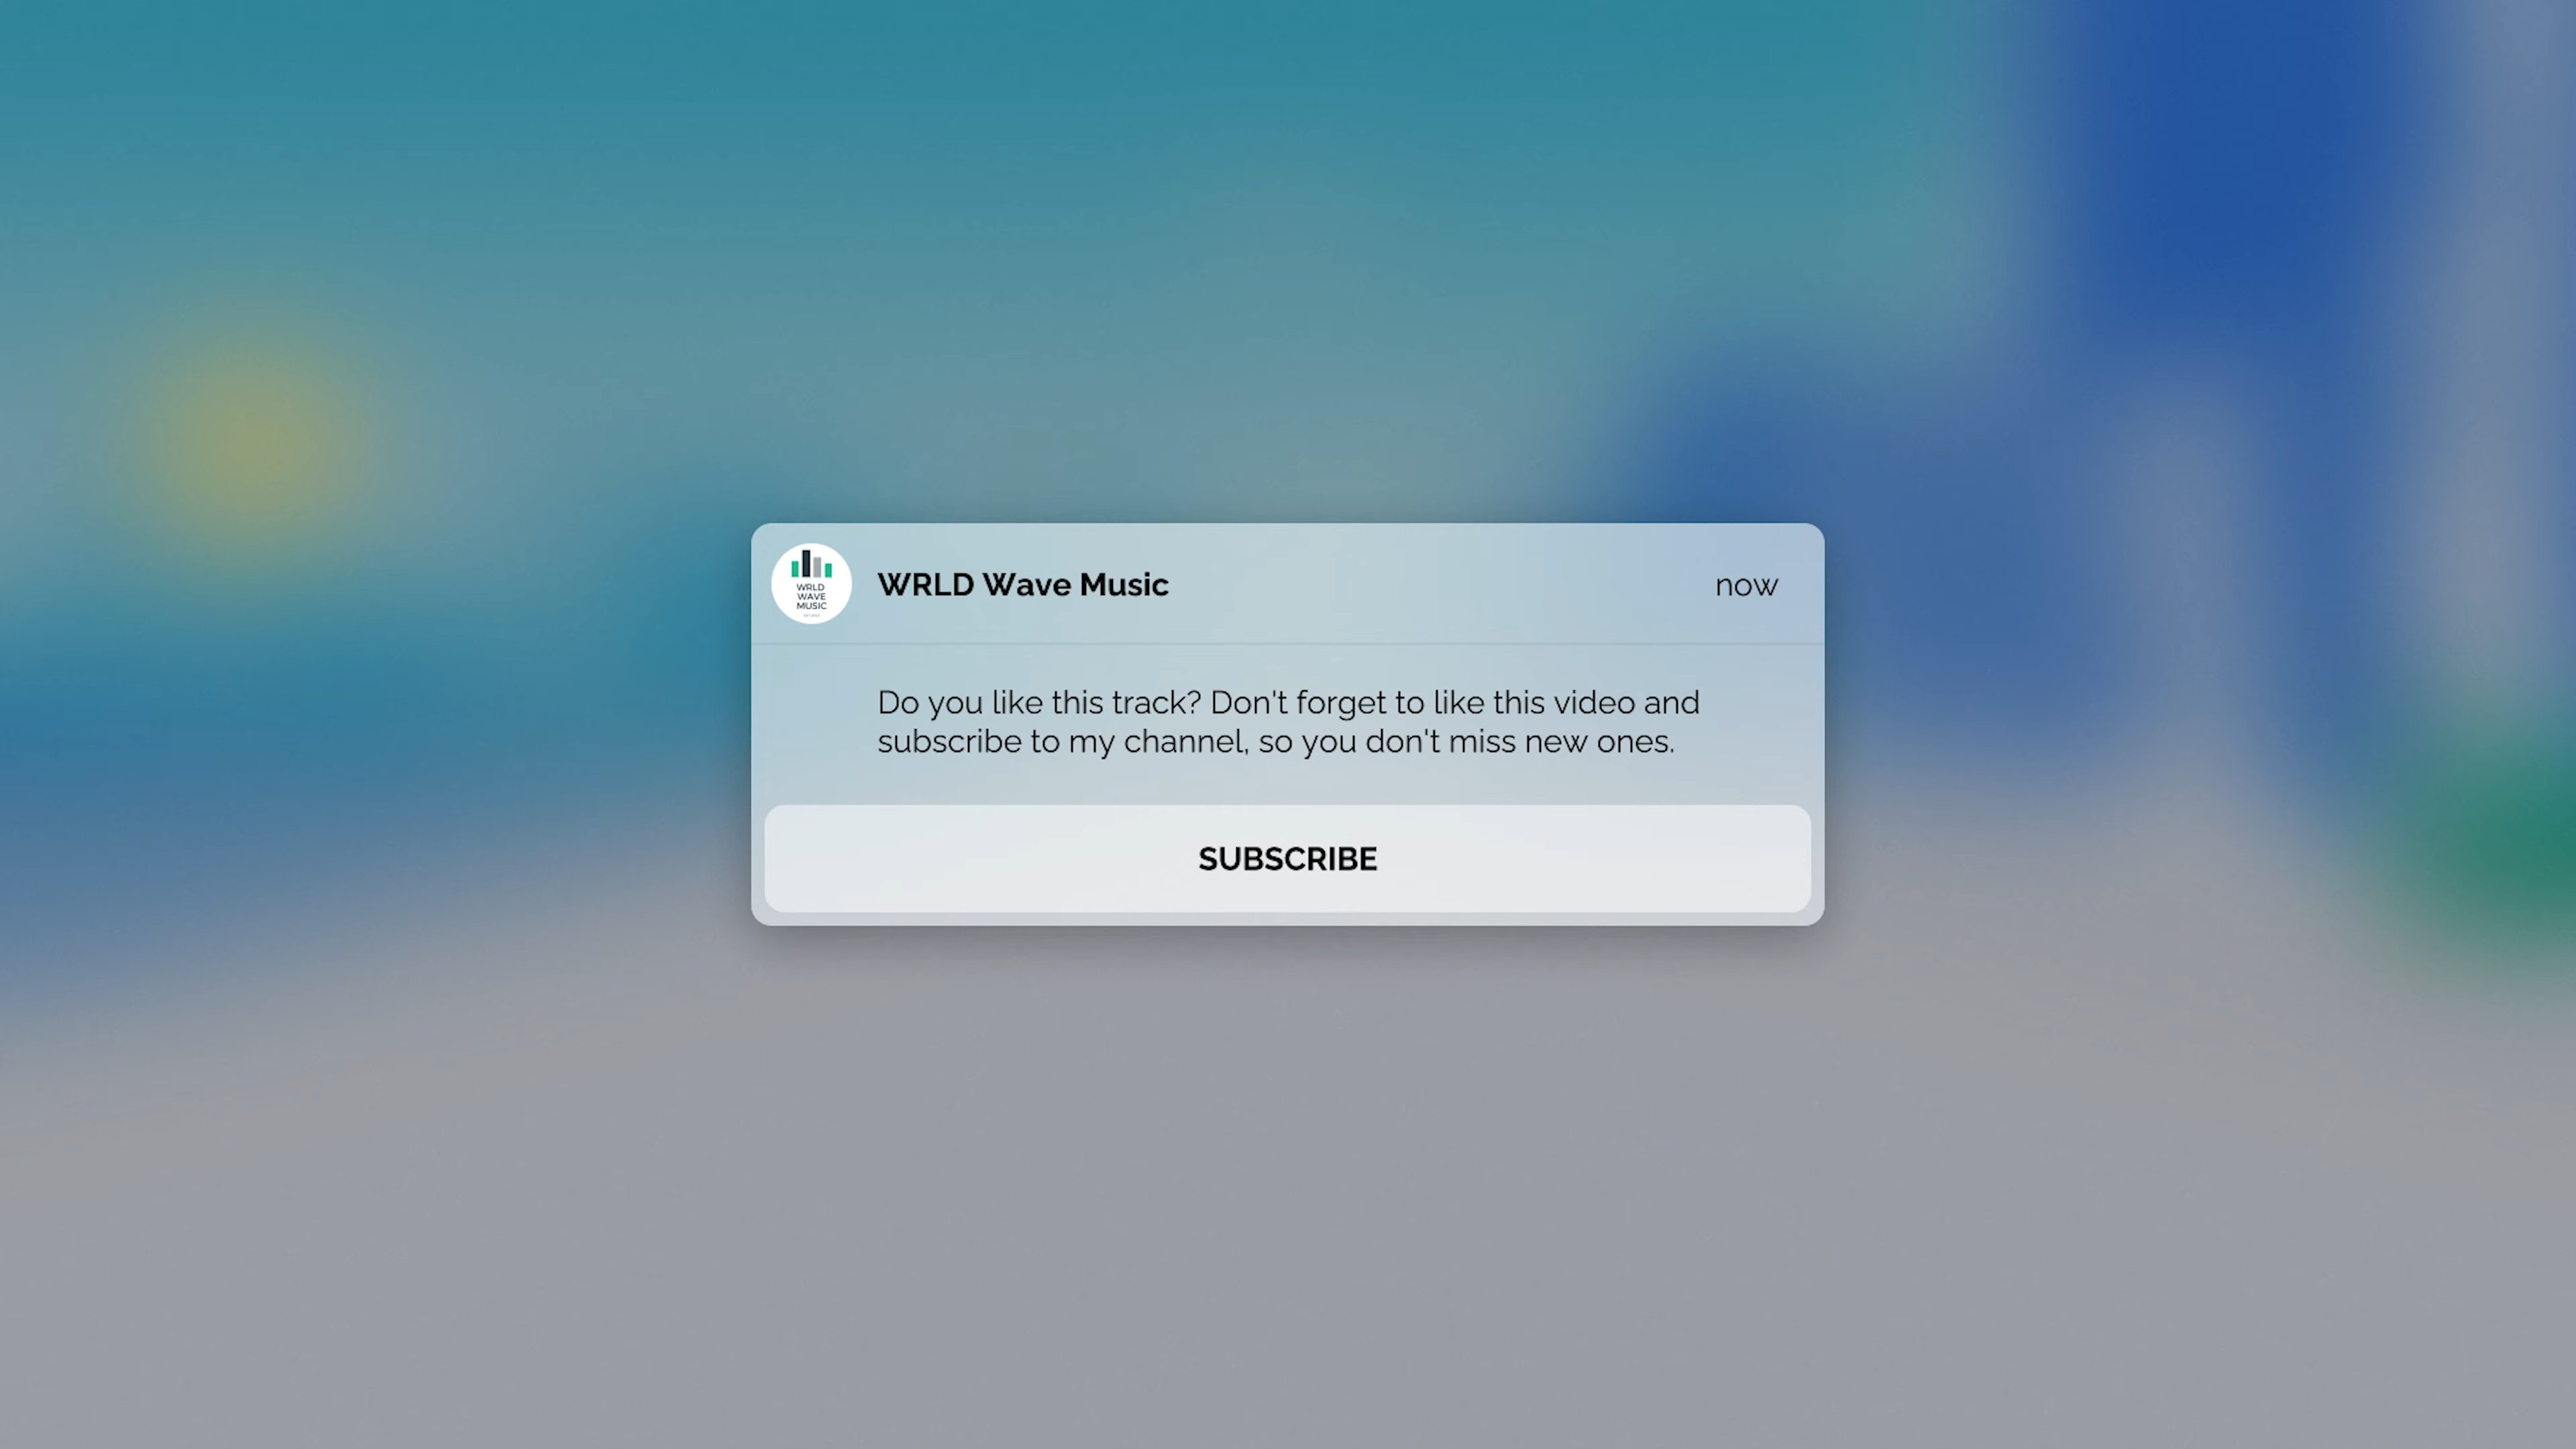 WRLD
WAVE
MUSIC
WRLD Wave Music
now
Do you like this track? Don't forget to like this video and
subscribe to my channel, so you don't miss new ones.
SUBSCRIBE